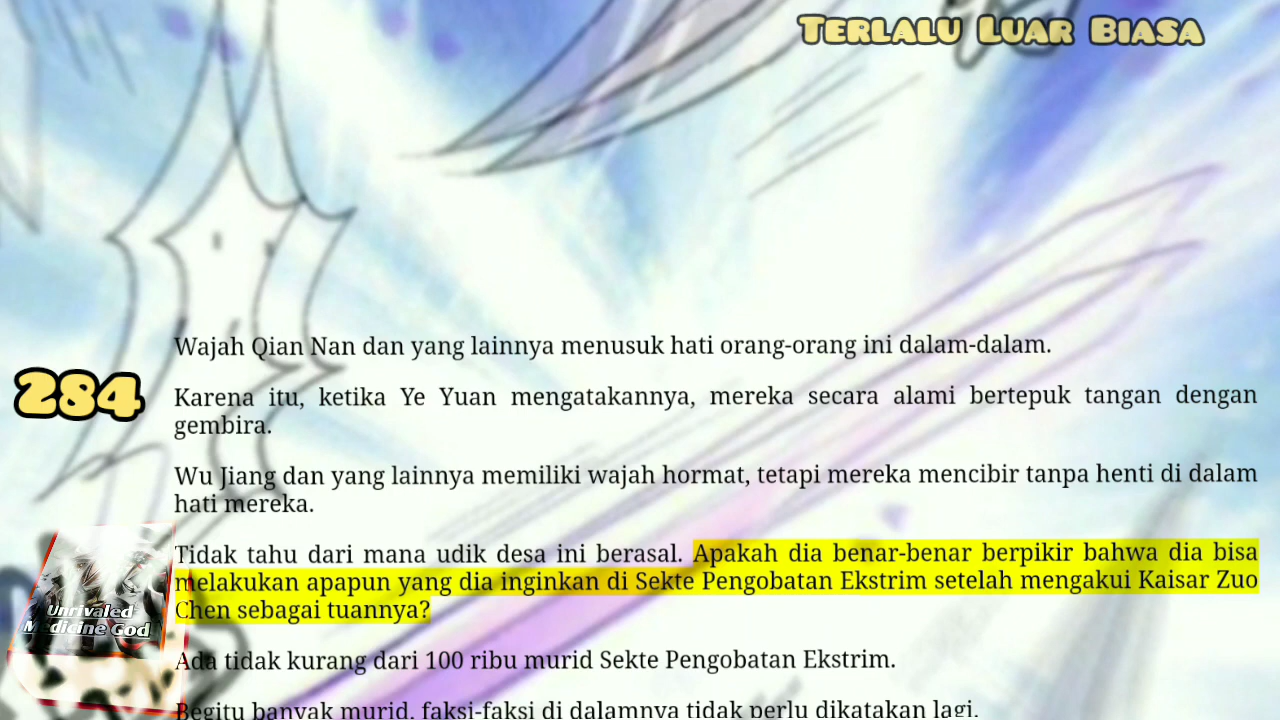 Terlalu Luar Biasa
Wajah Qian Nan dan yang lainnya menusuk hati orang-orang ini dalam-dalam.
284
Karena itu, ketika Ye Yuan mengatakannya, mereka secara alami bertepuk tangan dengan
gembira.
Wu Jiang dan yang lainnya memiliki wajah hormat, tetapi mereka mencibir tanpa henti di dalam
hati mereka.
Tidak tahu dari mana udik desa ini berasal. Apakah dia benar-benar berpikir bahwa dia bisa
melakukan apapun yang dia inginkan di Sekte Pengobatan Ekstrim setelah mengakui Kaisar Zuo
Chen sebagai tuannya?
Unrivaled
Medicine God
Ada tidak kurang dari 100 ribu murid Sekte Pengobatan Ekstrim.
Begitu banyak murid, faksi-faksi di dalamnya tidak perlu dikatakan lagi.